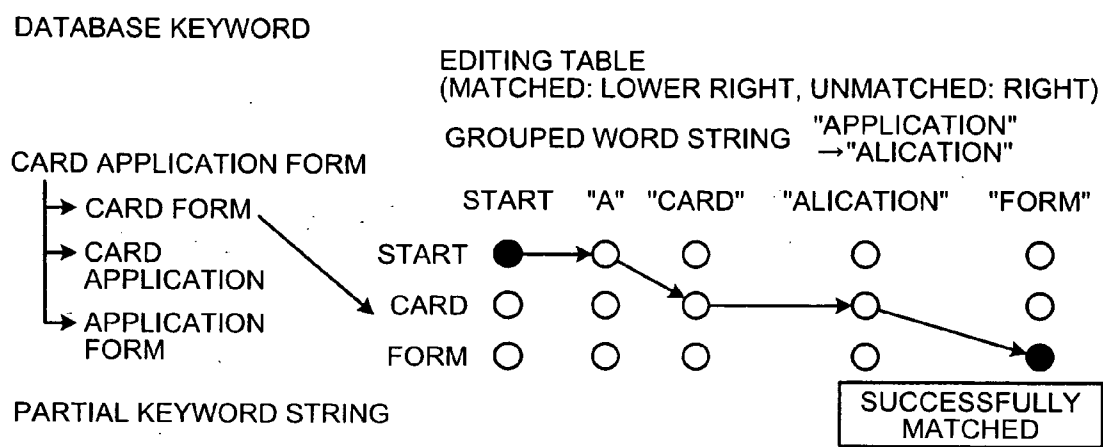 DATABASE KEYWORD
EDITING TABLE
(MATCHED: LOWER RIGHT, UNMATCHED: RIGHT)
GROUPED WORD STRING "APPLICATION"
→"ALICATION"
CARD APPLICATION FORM
CARD FORM
CARD
APPLICATION
APPLICATION
FORM
START "A" "CARD" "ALICATION" "FORM"
START
CARD
FORM
PARTIAL KEYWORD STRING
SUCCESSFULLY
MATCHED